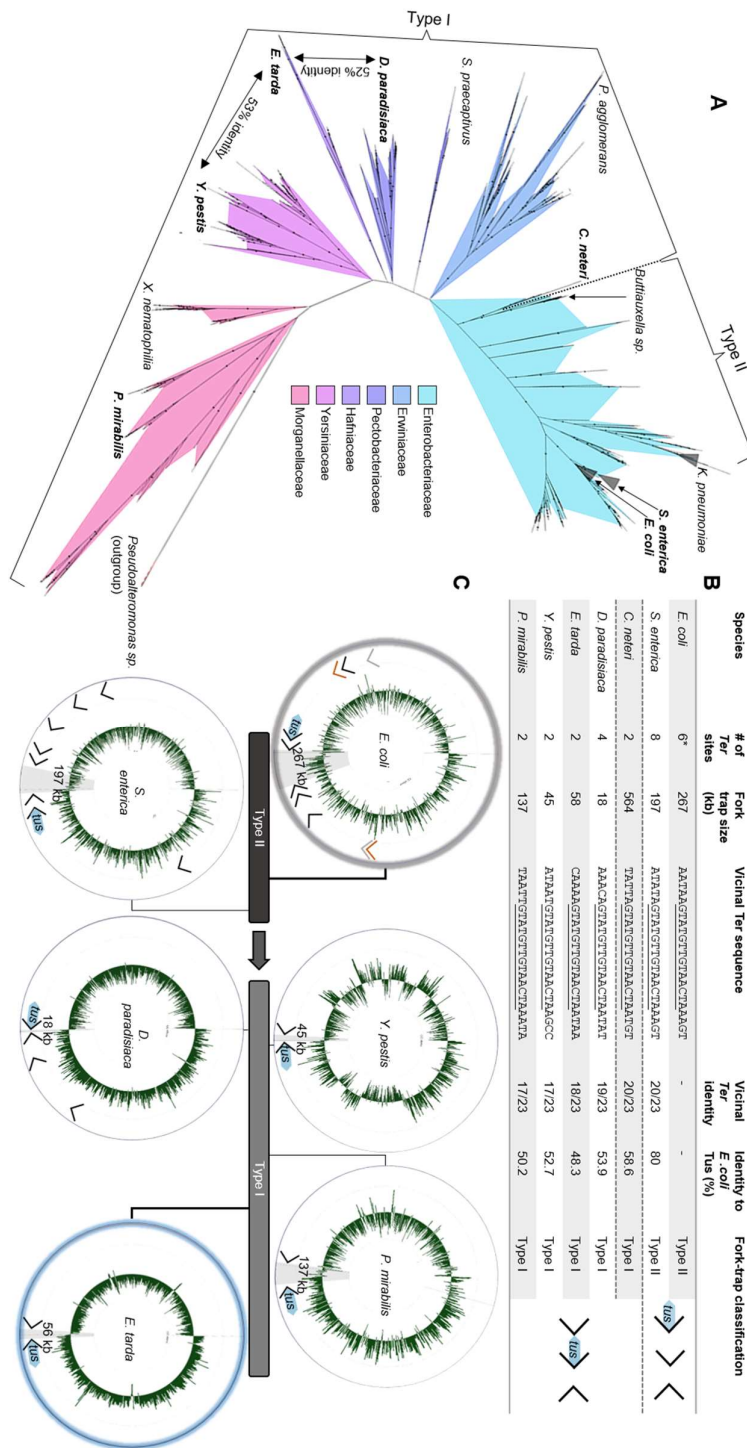 A
Type I
Type II
E. tarda
52% identity
D. paradisiaca
53% identity
Y. pestis
S. praecaptivus
P. agglomerans
C. neteri
Buttiauxella sp.
K. pneumoniae
S. enterica
E. coli
X. nematophilia
P. mirabilis
Pseudoalteromonas sp.
(outgroup)
Enterobacteriaceae
Erwiniaceae
Pectobacteriaceae
Hafniaceae
Yersiniaceae
Morganellaceae
B
Species # of Ter sites Fork trap size (kb) Vicinal Ter sequence Vicinal Ter identity Identity to E.coli Tus (%) Fork-trap classification
E. coli 6* 267 AATAAGTATGTTGTAACTAAAGT - - Type II
S. enterica 8 197 ATATAGTATGTTGTAACTAAAGT 20/23 80 Type II
C. neteri 2 564 TATTAGTATGTTGTAACTAATGT 20/23 58.6 Type I
D. paradisiaca 4 18 AAACAGTATGTTGTAACTAATAT 19/23 53.9 Type I
E. tarda 2 58 CAAAAGTATGTTGTAACTAATAA 18/23 48.3 Type I
Y. pestis 2 45 ATAATGTATGTTGTAACTAAGCC 17/23 52.7 Type I
P. mirabilis 2 137 TAATTGTATGTTGTAACTAAATA 17/23 50.2 Type I
tus
tus
C
E. coli
tus
267 kb
S.
enterica
197 kb
tus
Type II
Type I
Y. pestis
45 kb
tus
D.
paradisiaca
tus
18 kb
P. mirabilis
137 kb
tus
E. tarda
56 kb
tus